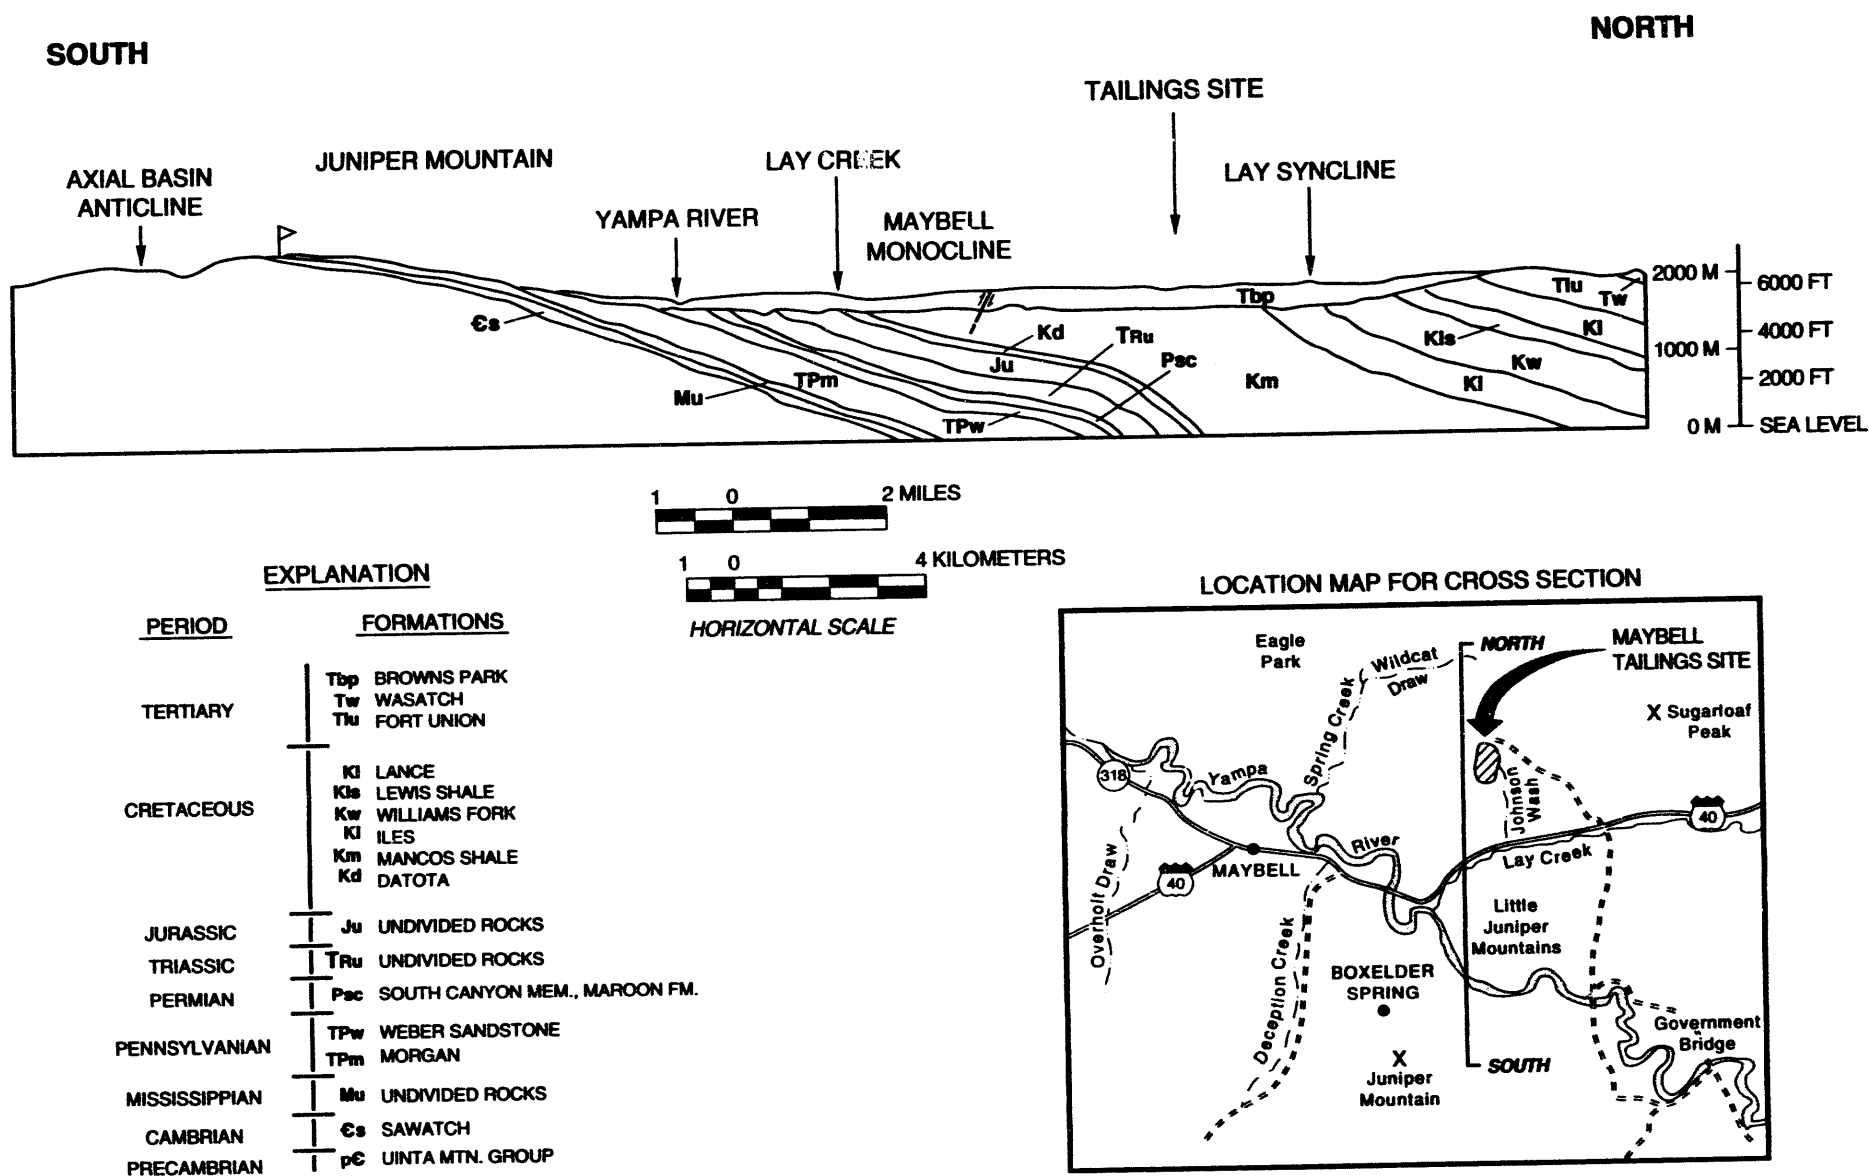 SOUTH
NORTH
TAILINGS SITE
JUNIPER MOUNTAIN
LAY CREEK
LAY SYNCLINE
AXIAL BASIN
ANTICLINE
YAMPA RIVER
MAYBELL
MONOCLINE
2000 M
6000 FT
4000 FT
1000 M
2000 FT
0 M
SEA LEVEL
Tbp
Tlu
Tw
Єs
Kd
TRu
Kls
Kl
Ju
Psc
Kw
Mu
TPm
Km
KI
TPw
1 0 2 MILES
1 0 4 KILOMETERS
HORIZONTAL SCALE
EXPLANATION
PERIOD FORMATIONS
TERTIARY
Tbp BROWNS PARK
Tw WASATCH
Tlu FORT UNION
CRETACEOUS
Kl LANCE
Kls LEWIS SHALE
Kw WILLIAMS FORK
KI ILES
Km MANCOS SHALE
Kd DATOTA
JURASSIC Ju UNDIVIDED ROCKS
TRIASSIC TRu UNDIVIDED ROCKS
PERMIAN Psc SOUTH CANYON MEM., MAROON FM.
PENNSYLVANIAN
TPw WEBER SANDSTONE
TPm MORGAN
MISSISSIPPIAN Mu UNDIVIDED ROCKS
CAMBRIAN Єs SAWATCH
PRECAMBRIAN pЄ UINTA MTN. GROUP
LOCATION MAP FOR CROSS SECTION
Eagle
Park
Wildcat
Draw
NORTH
MAYBELL
TAILINGS SITE
Spring Creek
X Sugarloaf
Peak
318
Yampa
Johnson
Wash
40
River
Lay Creek
MAYBELL
40
Overholt Draw
Little
Juniper
Mountains
Deception Creek
BOXELDER
SPRING
Government
Bridge
X
Juniper
Mountain
SOUTH